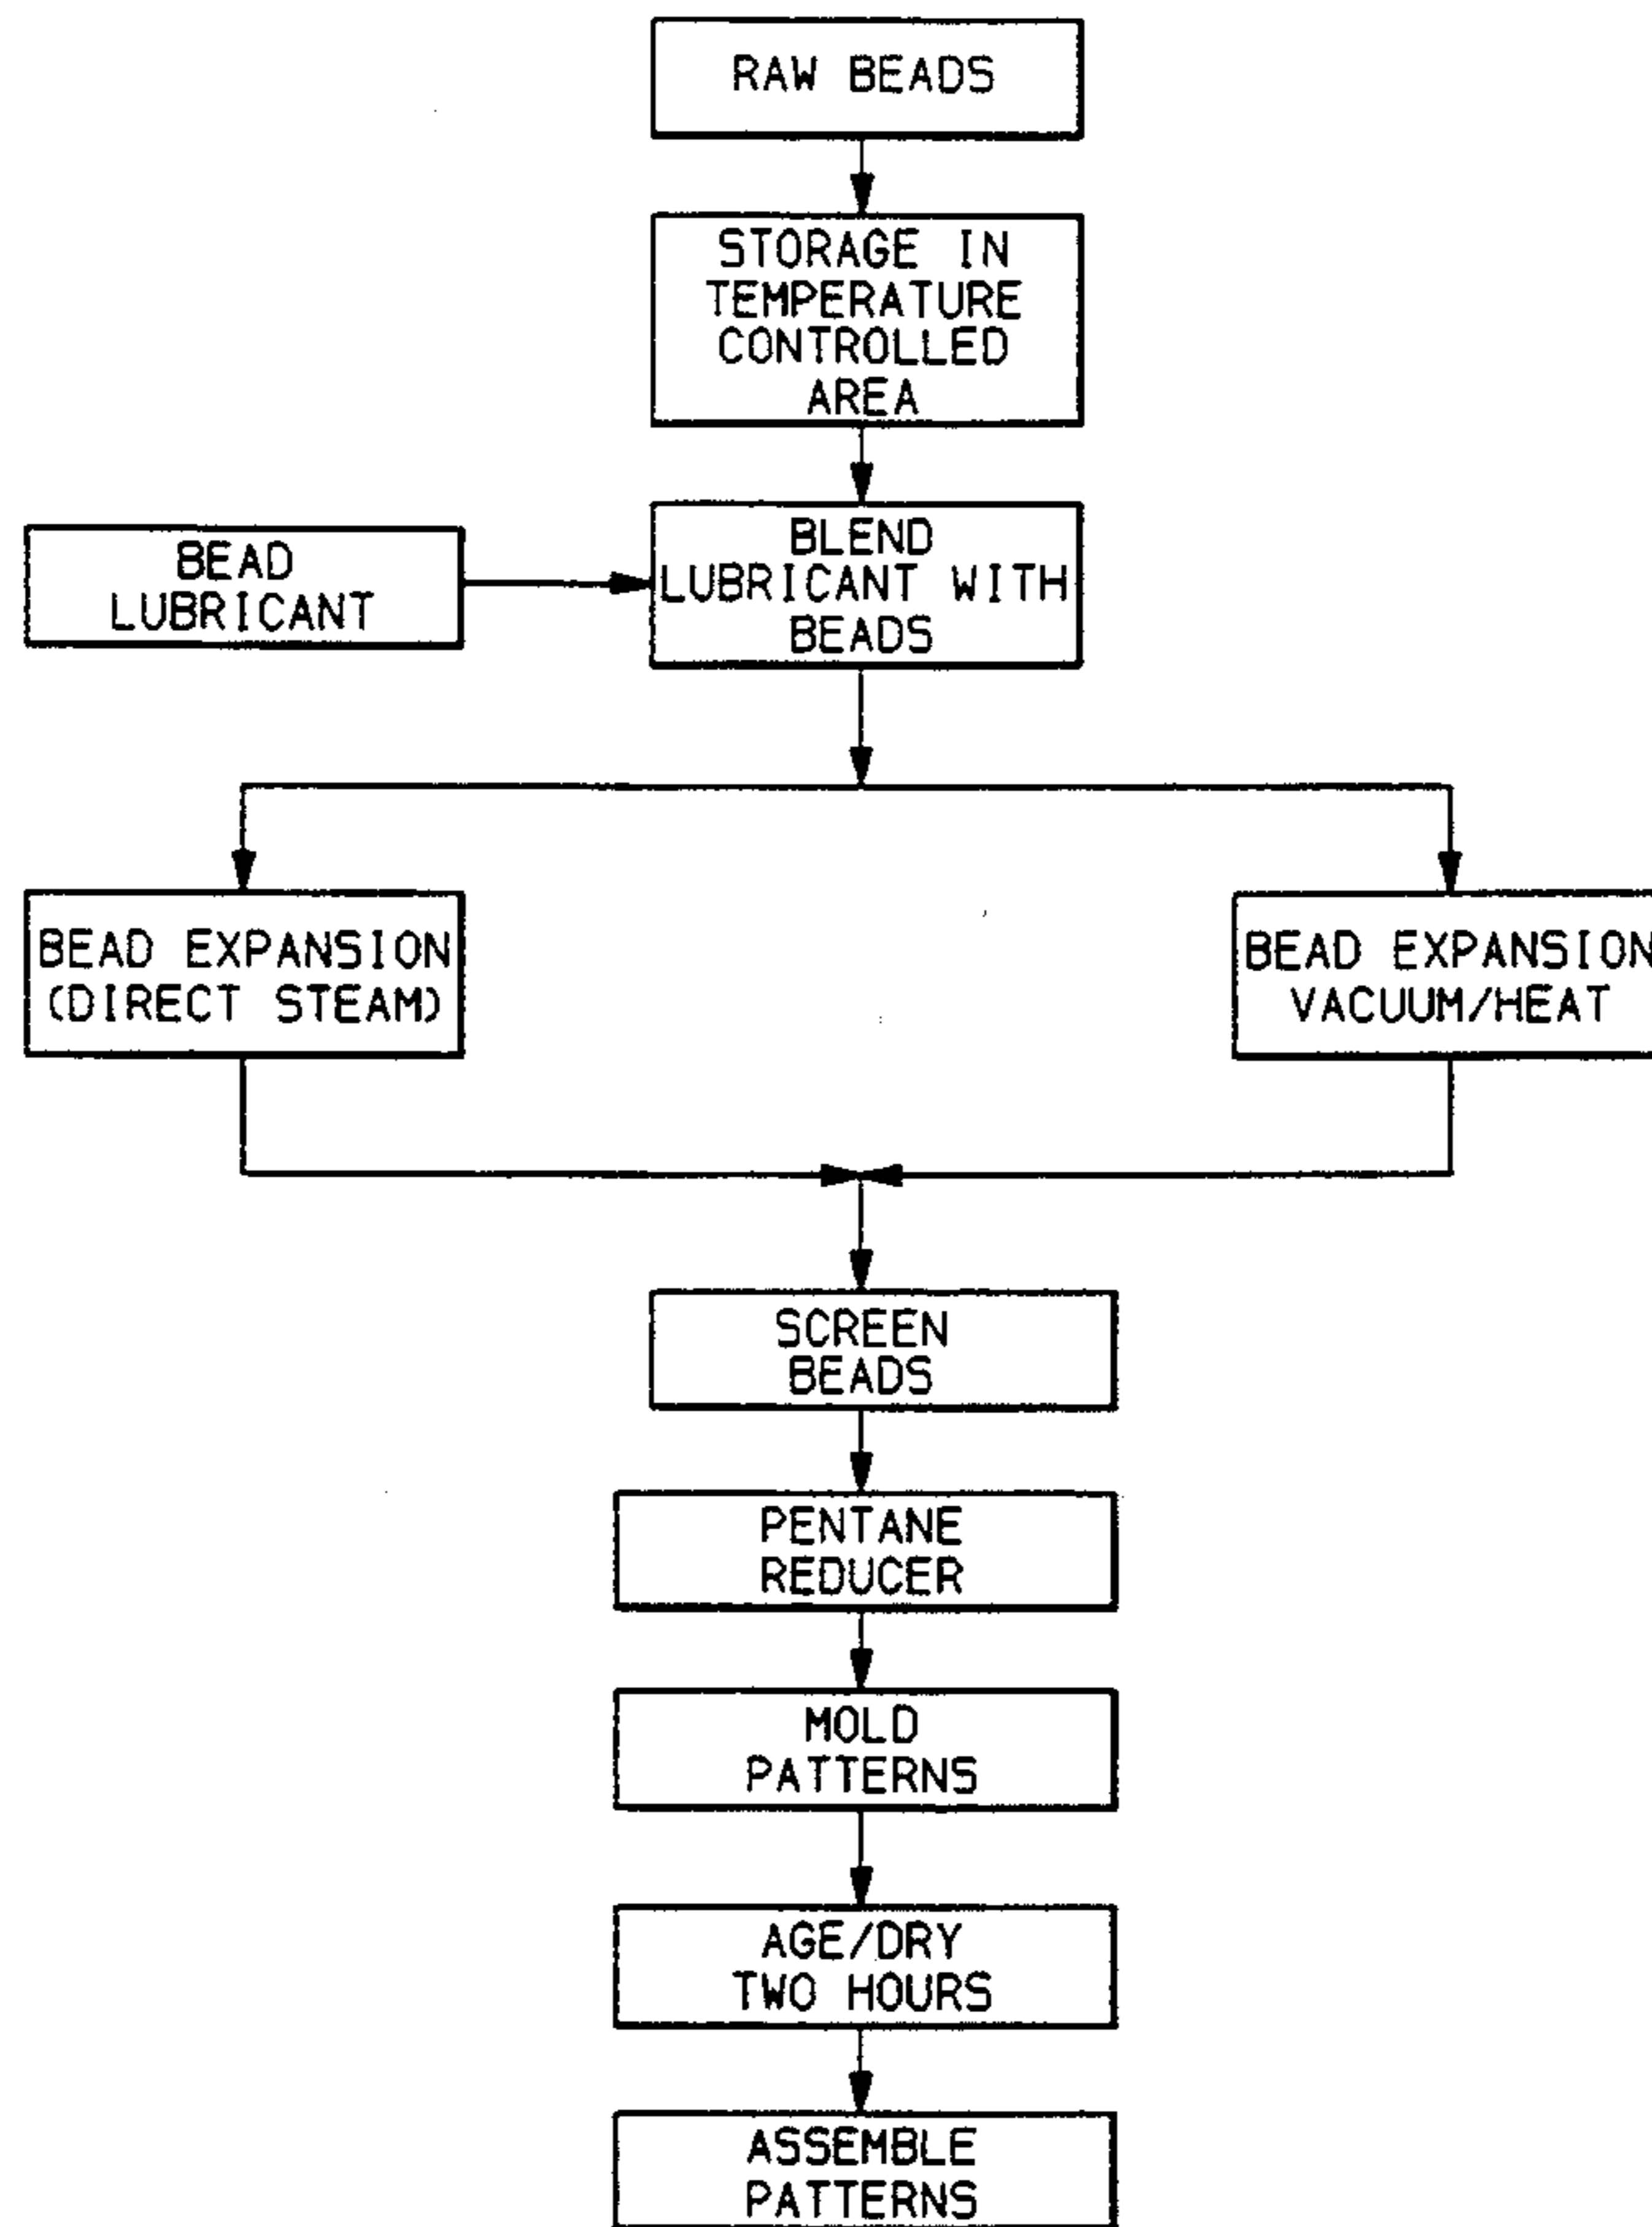 RAW BEADS
STORAGE IN
TEMPERATURE
CONTROLLED
AREA
BEAD
LUBRICANT
BLEND
LUBRICANT WITH
BEADS
BEAD EXPANSION
(DIRECT STEAM)
BEAD EXPANSION
VACUUM/HEAT
SCREEN
BEADS
PENTANE
REDUCER
MOLD
PATTERNS
AGE/DRY
TWO HOURS
ASSEMBLE
PATTERNS